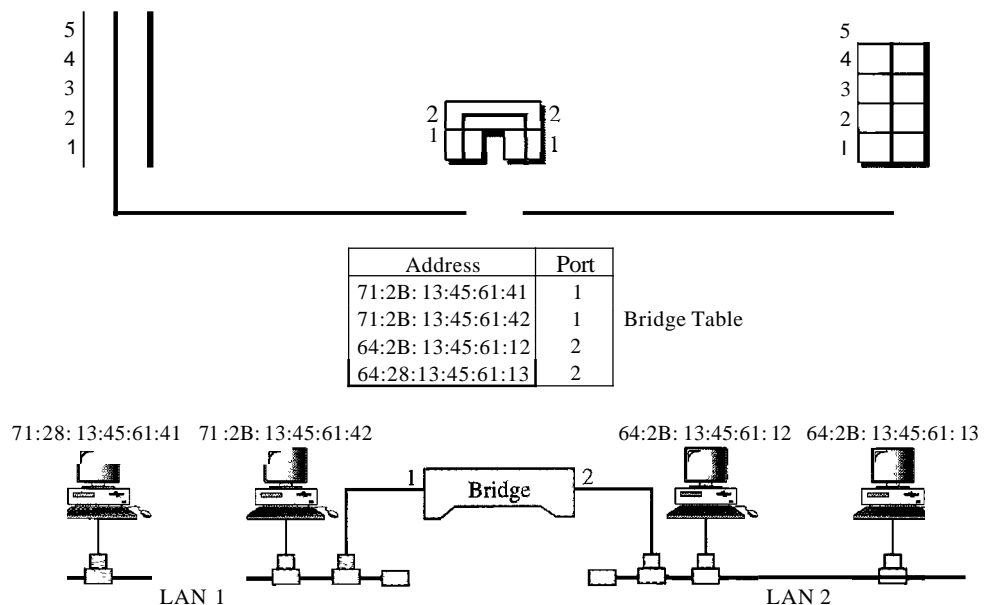 5
4
3
2
1
2
1
2
1
5
4
3
2
I
Address Port
71:2B: 13:45:61:41 1
71:2B: 13:45:61:42 1
64:2B: 13:45:61:12 2
64:28:13:45:61:13 2
Bridge Table
71:28: 13:45:61:41 71 :2B: 13:45:61:42 64:2B: 13:45:61: 12 64:2B: 13:45:61: 13
1 Bridge 2
LAN 1 LAN 2